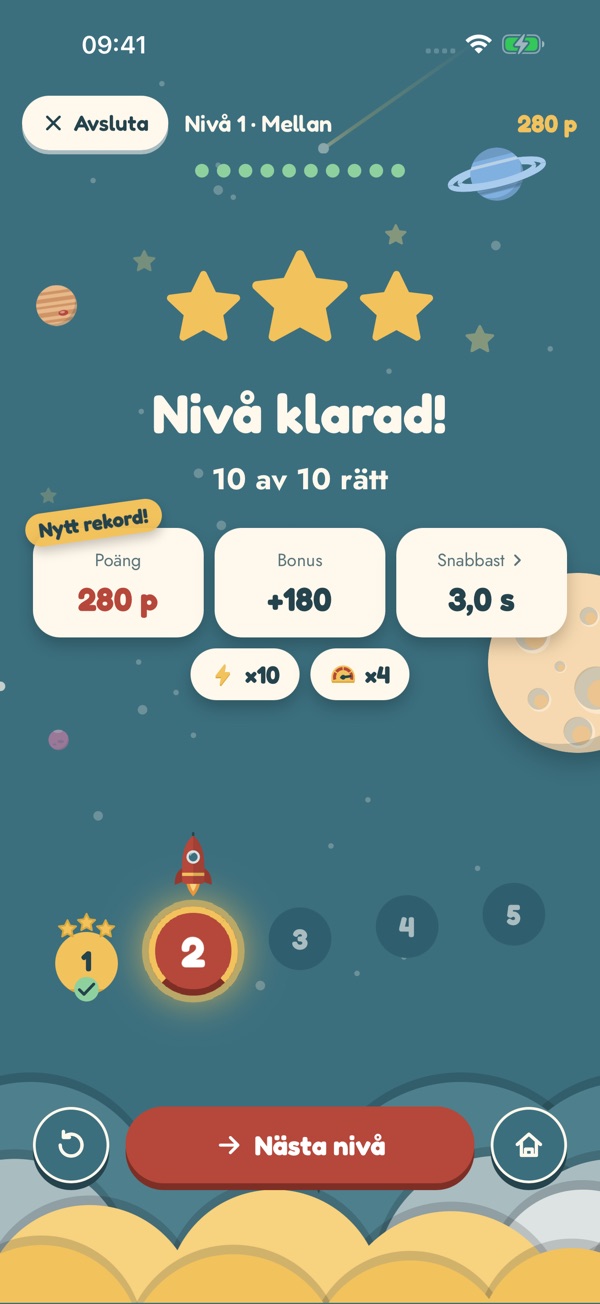 09:41
Avsluta
Nivå 1 · Mellan
280 p
Nivå klarad!
10 av 10 rätt
Nytt rekord!
Poäng
280 p
Bonus
+180
Snabbast
3,0 s
x10
x4
1
2
3
4
5
Nästa nivå